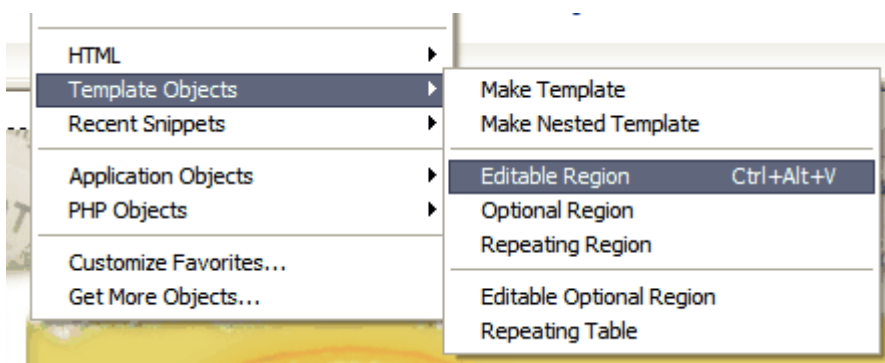 HTML
Template Objects
Recent Snippets
Application Objects
PHP Objects
Customize Favorites...
Get More Objects...
Make Template
Make Nested Template
Editable Region Ctrl+Alt+V
Optional Region
Repeating Region
Editable Optional Region
Repeating Table